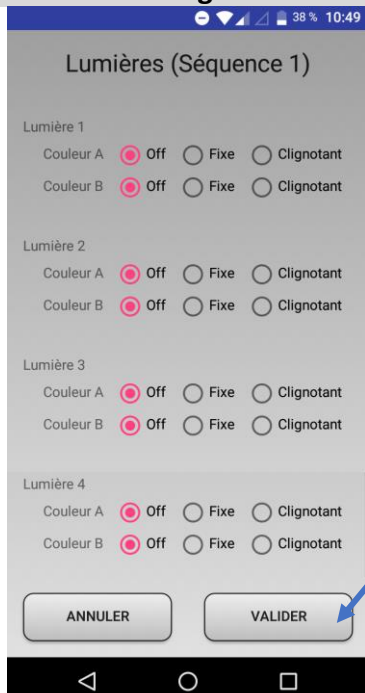 38 % 10:49
Lumières (Séquence 1)
Lumière 1
Couleur A Off Fixe Clignotant
Couleur B Off Fixe Clignotant
Lumière 2
Couleur A Off Fixe Clignotant
Couleur B Off Fixe Clignotant
Lumière 3
Couleur A Off Fixe Clignotant
Couleur B Off Fixe Clignotant
Lumière 4
Couleur A Off Fixe Clignotant
Couleur B Off Fixe Clignotant
ANNULER VALIDER